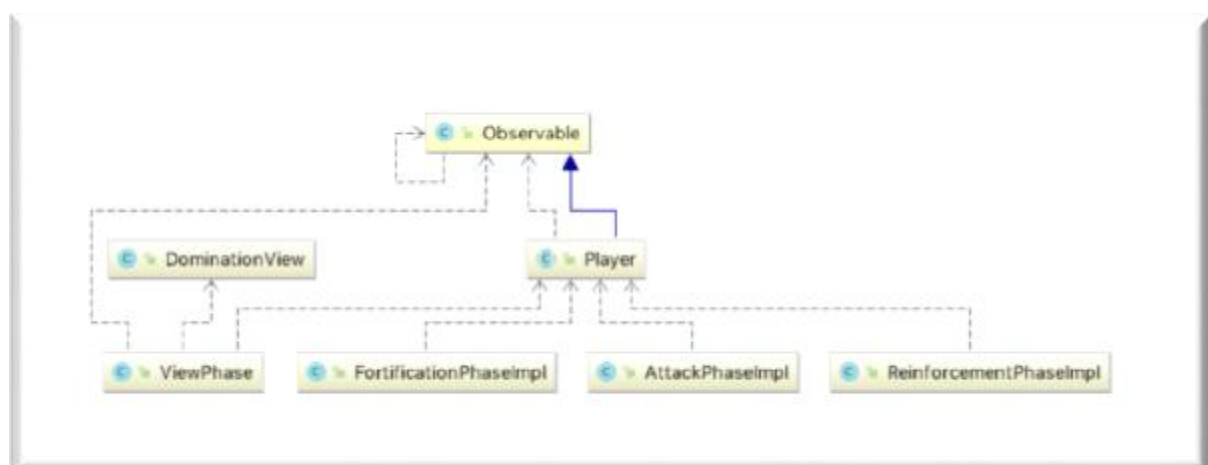 Observable
DominationView
Player
ViewPhase
FortificationPhaseImpl
AttackPhaseImpl
ReinforcementPhaseImpl